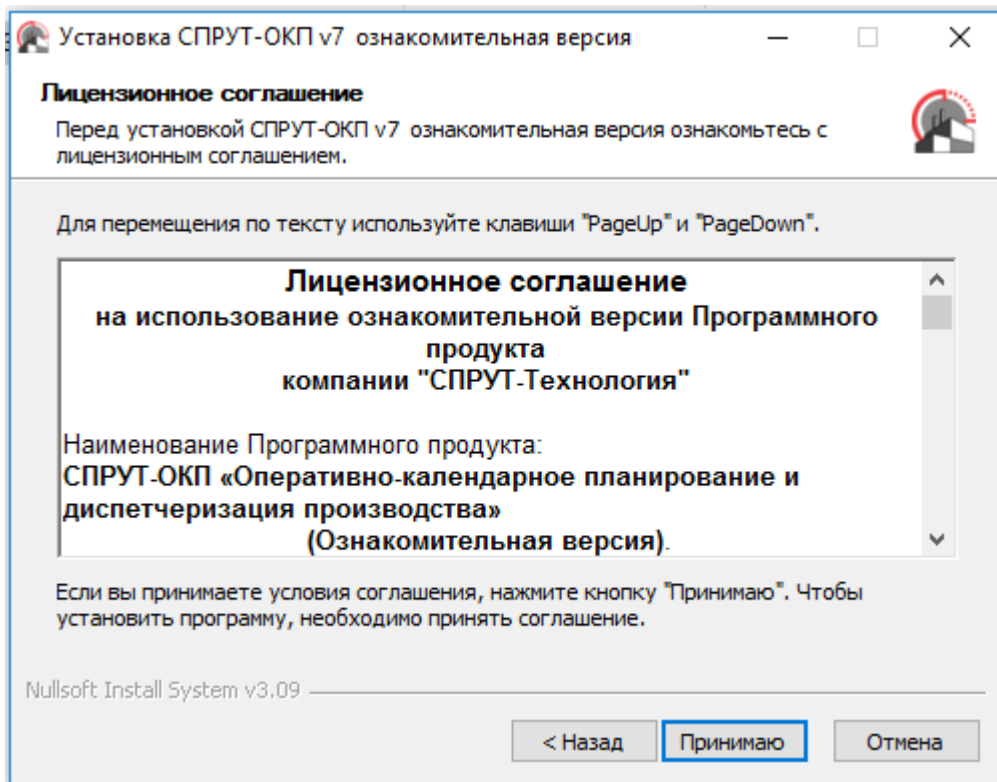 Установка СПРУТ-ОКП v7 ознакомительная версия
Лицензионное соглашение
Перед установкой СПРУТ-ОКП v7 ознакомительная версия ознакомьтесь с
лицензионным соглашением.
Для перемещения по тексту используйте клавиши "PageUp" и "PageDown".
Лицензионное соглашение
на использование ознакомительной версии Программного
продукта
компании "СПРУТ-Технология"
Наименование Программного продукта:
СПРУТ-ОКП «Оперативно-календарное планирование и
диспетчеризация производства»
(Ознакомительная версия).
Если вы принимаете условия соглашения, нажмите кнопку "Принимаю". Чтобы
установить программу, необходимо принять соглашение.
Nullsoft Install System v3.09
< Назад
Принимаю
Отмена